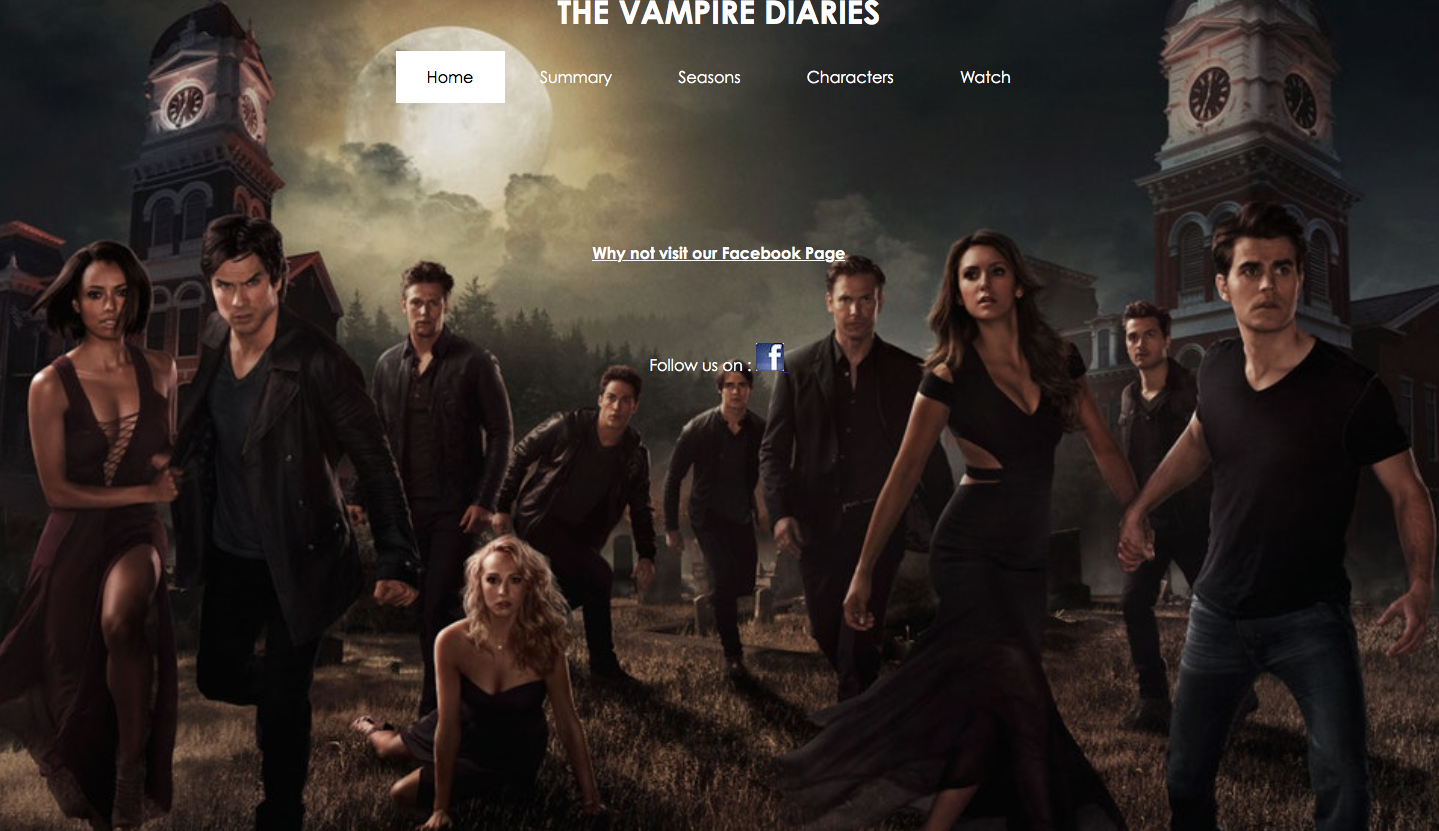 THE VAMPIRE DIARIES
Home Summary Seasons Characters Watch
Why not visit our Facebook Page
Follow us on : f